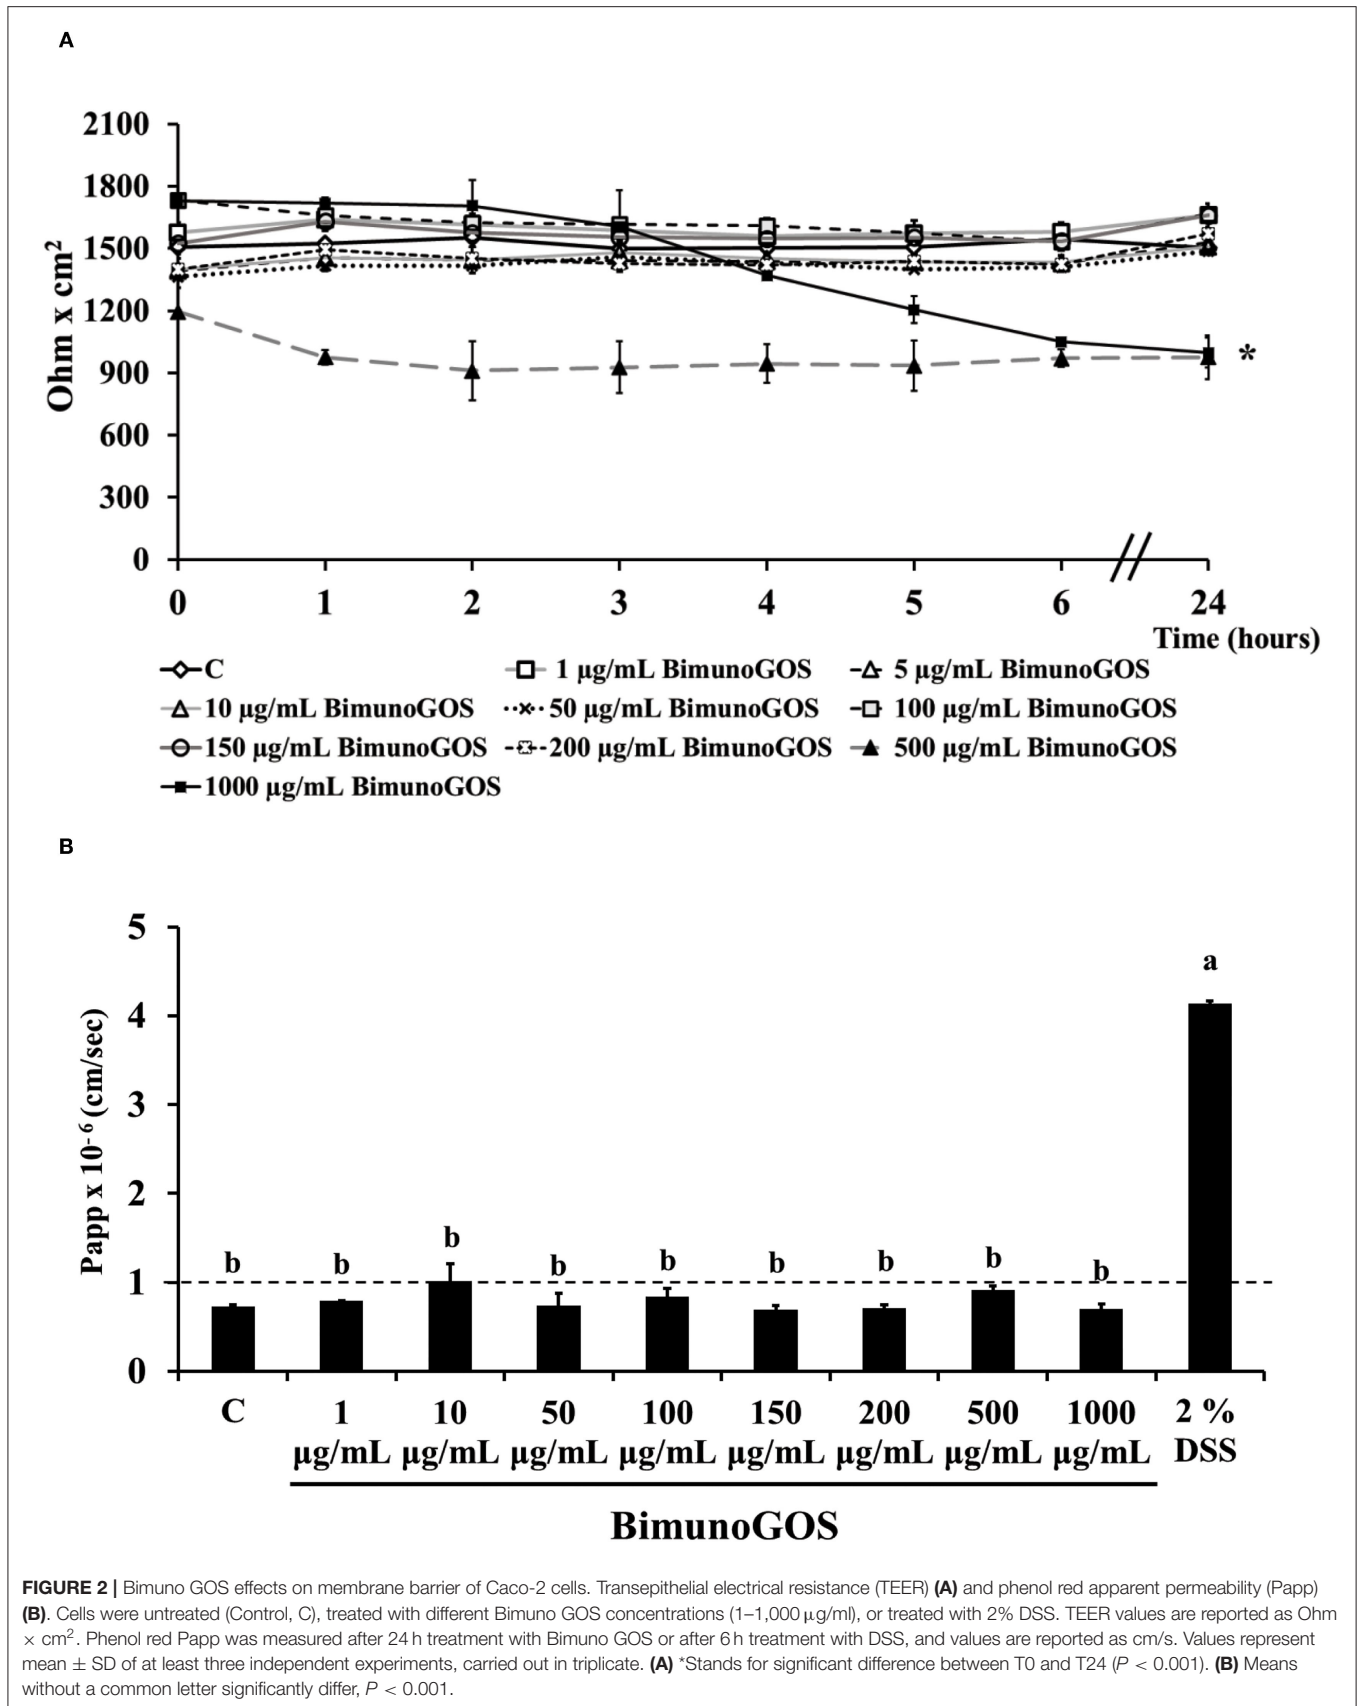 A
2100
1800
1500
1200
900
600
300
0
Ohm x cm²
*
0 1 2 3 4 5 6 24
Time (hours)
C 1 µg/mL BimunoGOS 5 µg/mL BimunoGOS
10 µg/mL BimunoGOS 50 µg/mL BimunoGOS 100 µg/mL BimunoGOS
150 µg/mL BimunoGOS 200 µg/mL BimunoGOS 500 µg/mL BimunoGOS
1000 µg/mL BimunoGOS
B
5
4
3
2
1
0
Papp x 10⁻⁶ (cm/sec)
b b b b b b b b b a
C 1 10 50 100 150 200 500 1000 2 %
µg/mL µg/mL µg/mL µg/mL µg/mL µg/mL µg/mL µg/mL DSS
BimunoGOS
FIGURE 2 | Bimuno GOS effects on membrane barrier of Caco-2 cells. Transepithelial electrical resistance (TEER) (A) and phenol red apparent permeability (Papp)
(B). Cells were untreated (Control, C), treated with different Bimuno GOS concentrations (1–1,000 µg/ml), or treated with 2% DSS. TEER values are reported as Ohm
× cm². Phenol red Papp was measured after 24 h treatment with Bimuno GOS or after 6 h treatment with DSS, and values are reported as cm/s. Values represent
mean ± SD of at least three independent experiments, carried out in triplicate. (A) *Stands for significant difference between T0 and T24 (P < 0.001). (B) Means
without a common letter significantly differ, P < 0.001.